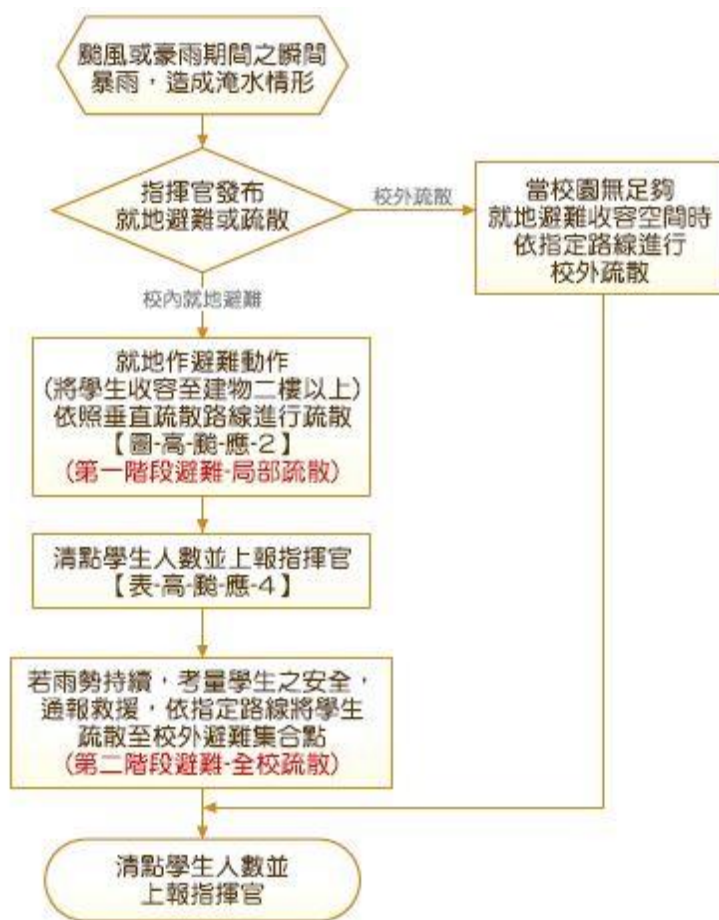 颱風或豪雨期間之瞬間
暴雨，造成淹水情形
指揮官發布
就地避難或疏散
校外疏散
當校園無足夠
就地避難收容空間時
依指定路線進行
校外疏散
校內就地避難
就地作避難動作
(將學生收容至建物二樓以上)
依照垂直疏散路線進行疏散
【圖-高-颱-應-2】
(第一階段避難-局部疏散)
清點學生人數並上報指揮官
【表-高-颱-應-4】
若雨勢持續，考量學生之安全，
通報救援，依指定路線將學生
疏散至校外避難集合點
(第二階段避難-全校疏散)
清點學生人數並
上報指揮官